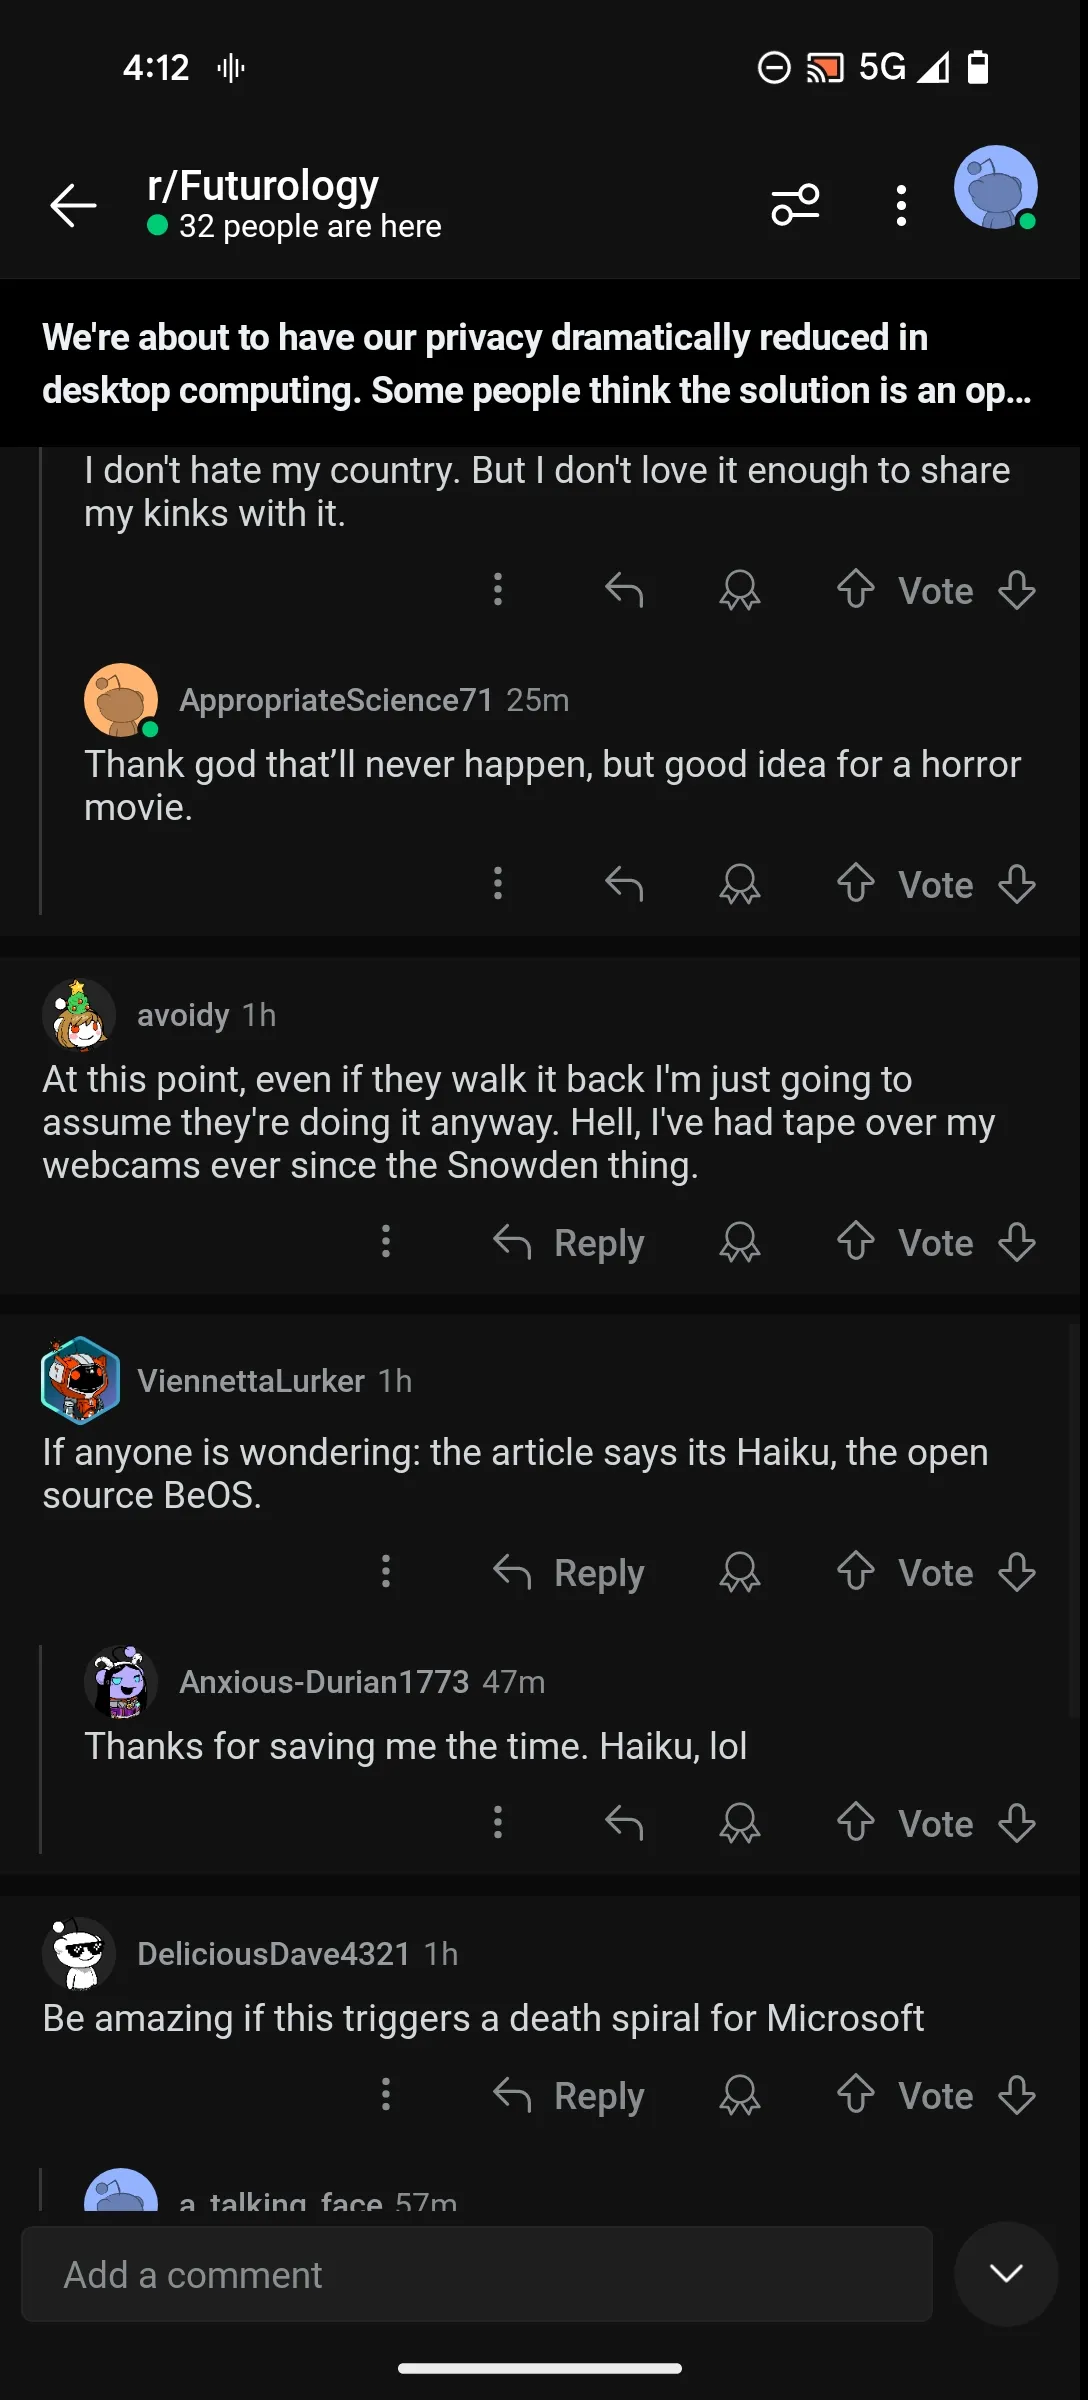 4:12
5G
r/Futurology
32 people are here
We're about to have our privacy dramatically reduced in
desktop computing. Some people think the solution is an op...
I don't hate my country. But I don't love it enough to share
my kinks with it.
Vote
AppropriateScience71 25m
Thank god that’ll never happen, but good idea for a horror
movie.
Vote
avoidy 1h
At this point, even if they walk it back I'm just going to
assume they're doing it anyway. Hell, I've had tape over my
webcams ever since the Snowden thing.
Reply Vote
ViennettaLurker 1h
If anyone is wondering: the article says its Haiku, the open
source BeOS.
Reply Vote
Anxious-Durian1773 47m
Thanks for saving me the time. Haiku, lol
Vote
DeliciousDave4321 1h
Be amazing if this triggers a death spiral for Microsoft
Reply Vote
a_talking_face 57m
Add a comment